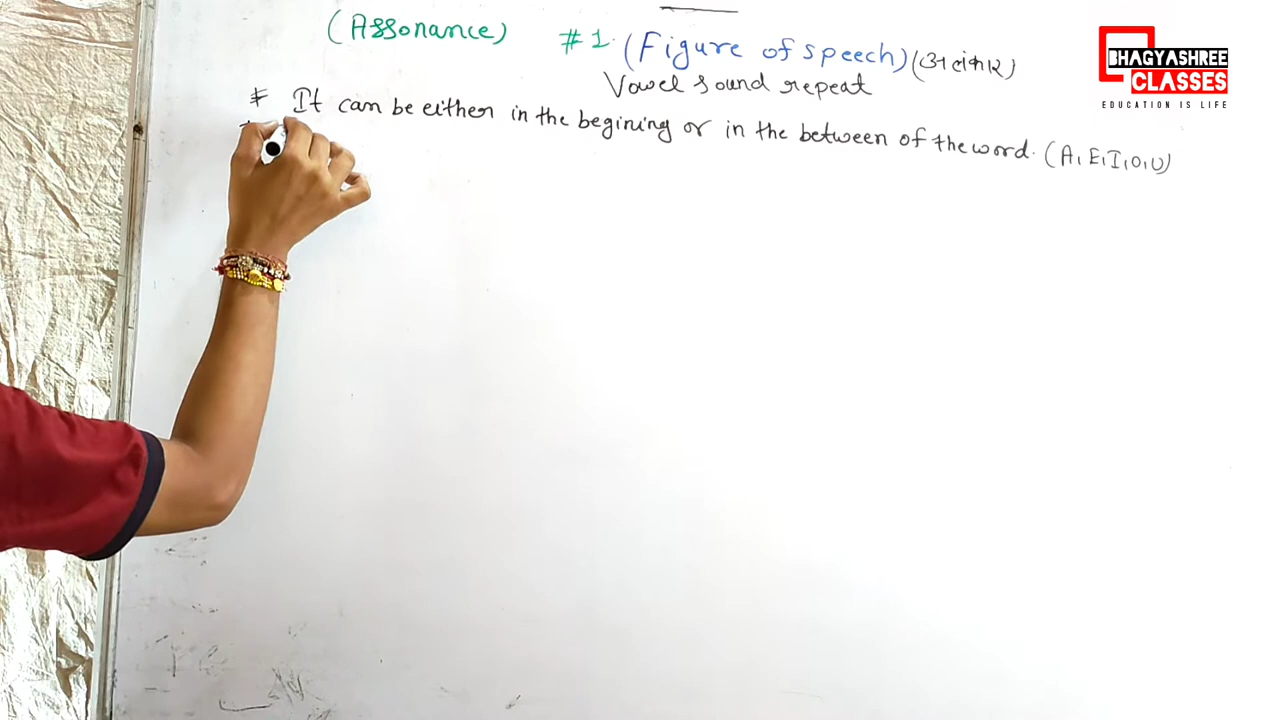 (Assonance) #1. (Figure of speech) (अलंकार)
Vowel sound repeat
* It can be either in the begining or in the between of the word. (A, E, I, O, U)
BHAGYASHREE
CLASSES
EDUCATION IS LIFE